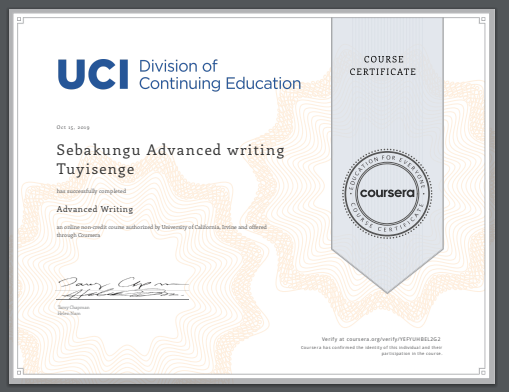 UCI Division of
Continuing Education
COURSE
CERTIFICATE
Oct 15, 2019
Sebakungu Advanced writing
Tuyisenge
has successfully completed
Advanced Writing
an online non-credit course authorized by University of California, Irvine and offered
through Coursera
EDUCATION FOR EVERYONE
coursera
COURSE CERTIFICATE
Tamy Chapman
Helen Nam
Verify at coursera.org/verify/YEFYUHBEL2G2
Coursera has confirmed the identity of this individual and their
participation in the course.